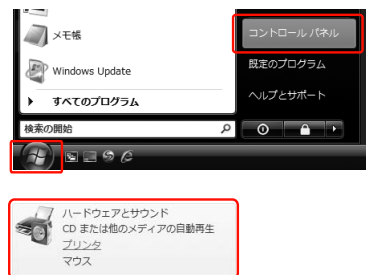 メモ帳
コントロール パネル
Windows Update
既定のプログラム
すべてのプログラム
ヘルプとサポート
検索の開始
ハードウェアとサウンド
CD または他のメディアの自動再生
プリンタ
マウス